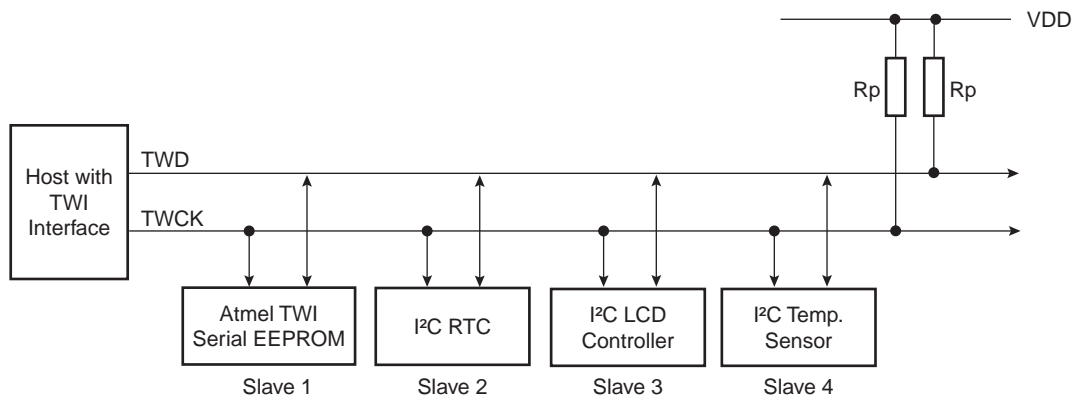 VDD
Rp
Rp
Host with
TWI
Interface
TWD
TWCK
Atmel TWI
Serial EEPROM
I²C RTC
I²C LCD
Controller
I²C Temp.
Sensor
Slave 1
Slave 2
Slave 3
Slave 4